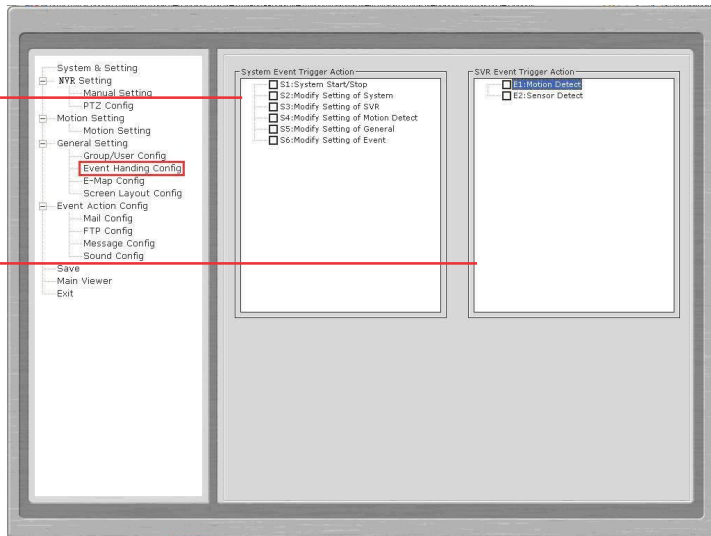 System & Setting
NVR Setting
Manual Setting
PTZ Config
Motion Setting
Motion Setting
General Setting
Group/User Config
Event Handing Config
E-Map Config
Screen Layout Config
Event Action Config
Mail Config
FTP Config
Message Config
Sound Config
Save
Main Viewer
Exit
System Event Trigger Action
S1:System Start/Stop
S2:Modify Setting of System
S3:Modify Setting of SVR
S4:Modify Setting of Motion Detect
S5:Modify Setting of General
S6:Modify Setting of Event
SVR Event Trigger Action
E1:Motion Detect
E2:Sensor Detect